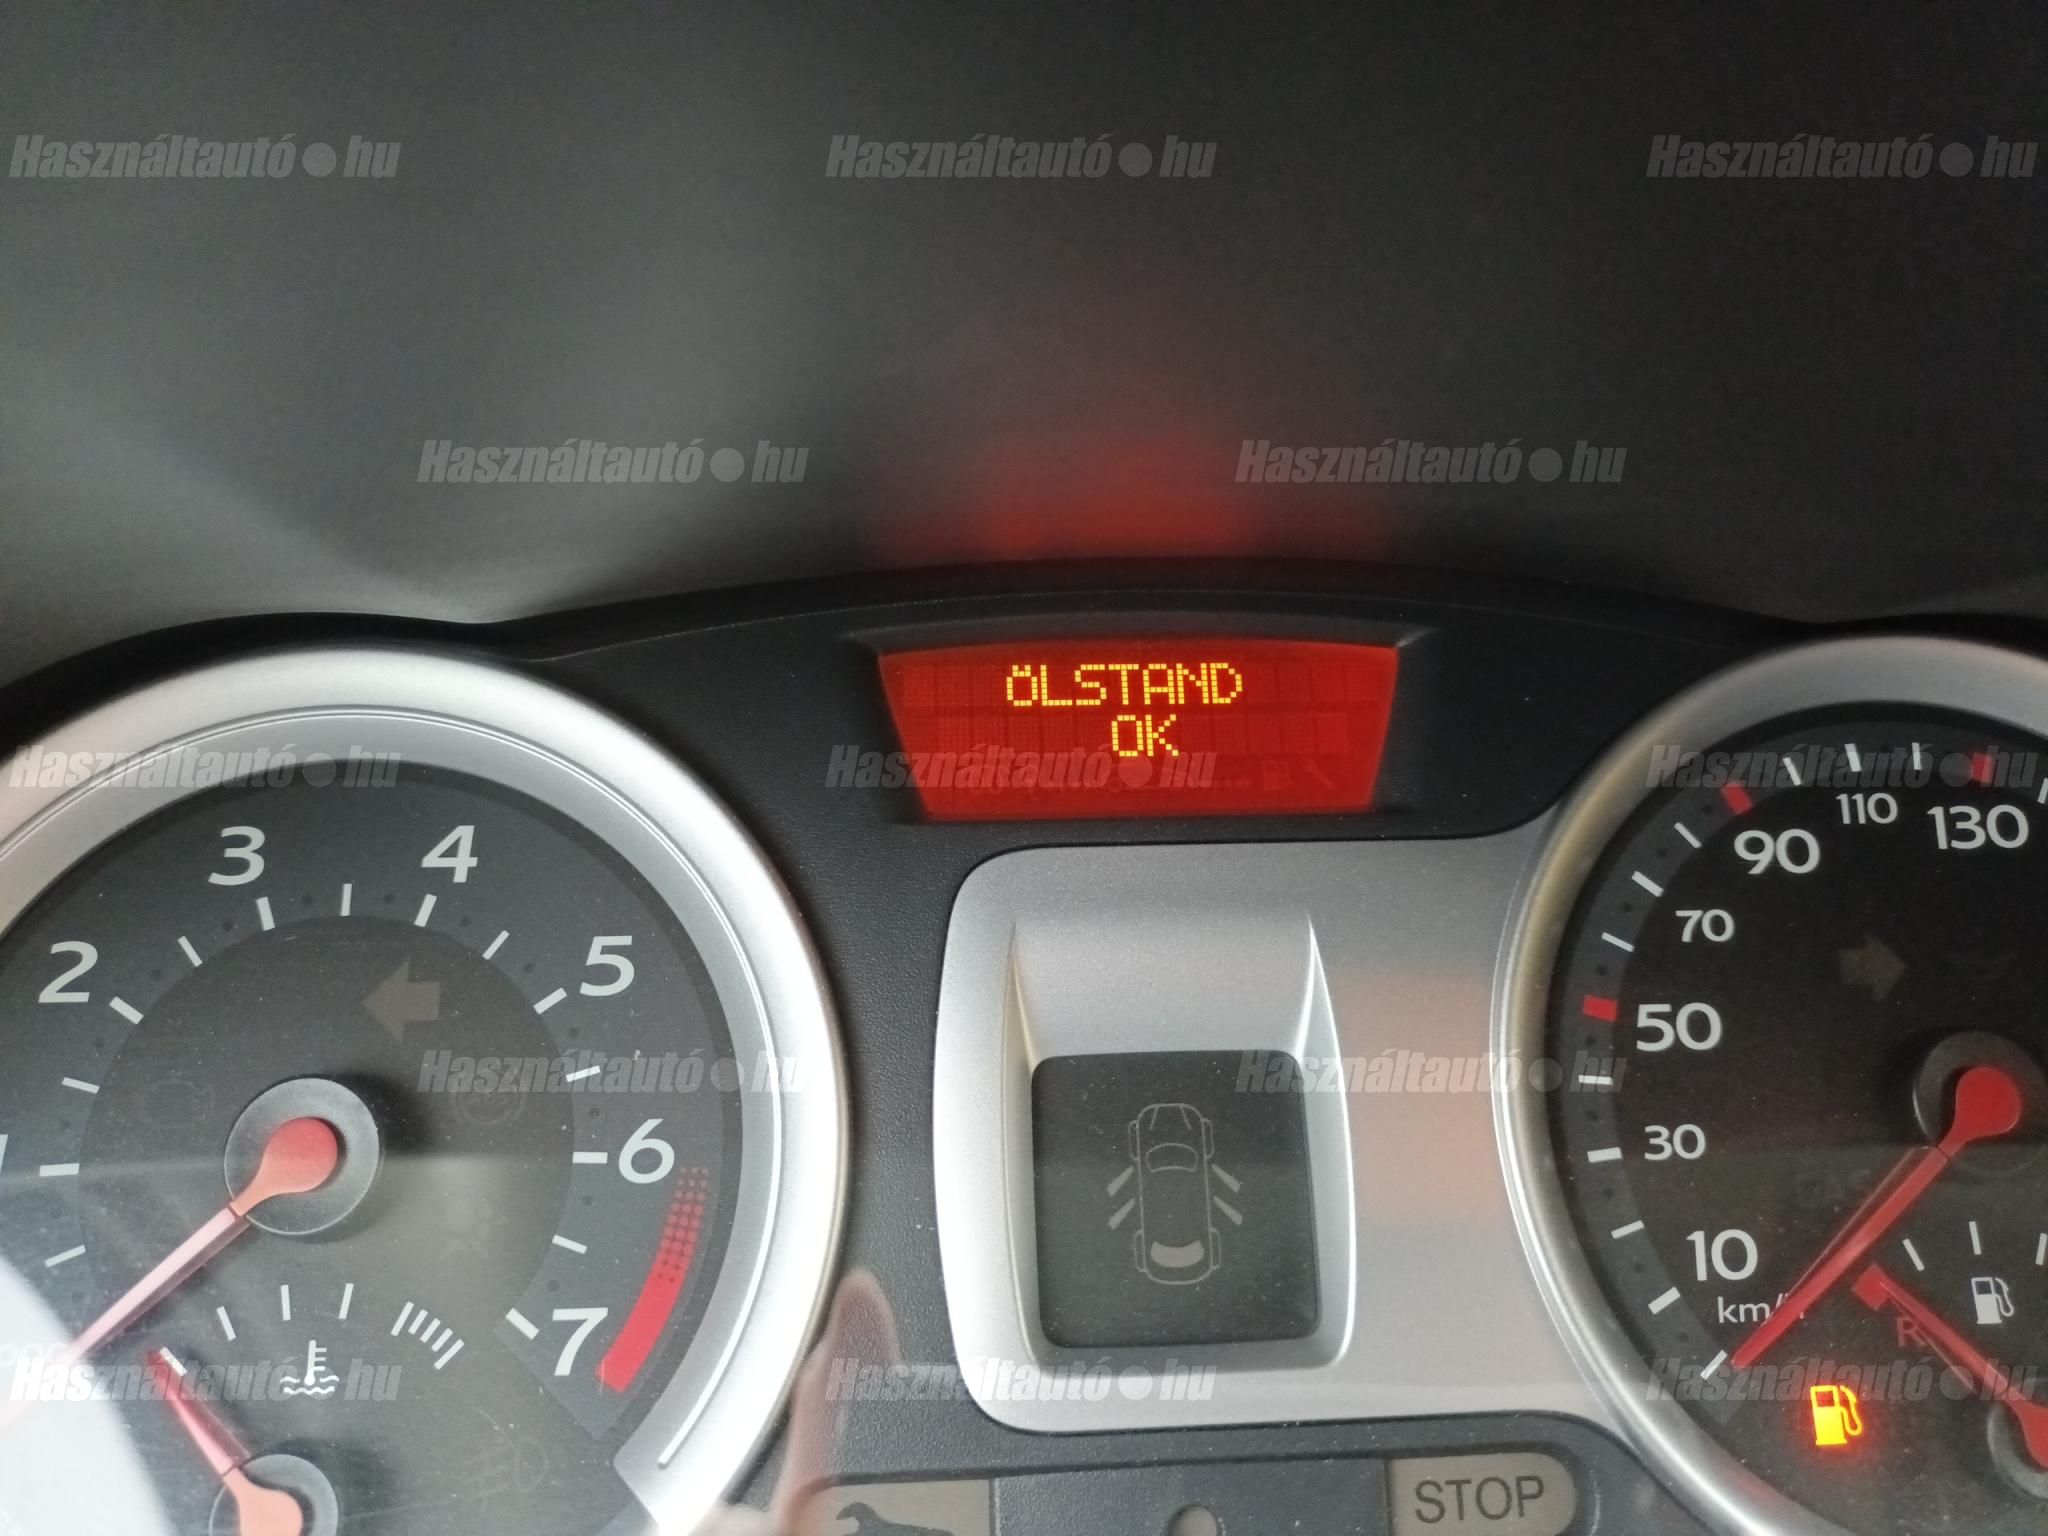 Használtautó.hu Használtautó.hu Használtautó.hu
Használtautó.hu Használtautó.hu
ÖLSTAND
OK
Használtautó.hu Használtautó.hu Használtautó.hu
1 2 3 4 5 6 7
10 30 50 70 90 110 130
km/h
Használtautó.hu Használtautó.hu
Használtautó.hu Használtautó.hu Használtautó.hu
STOP